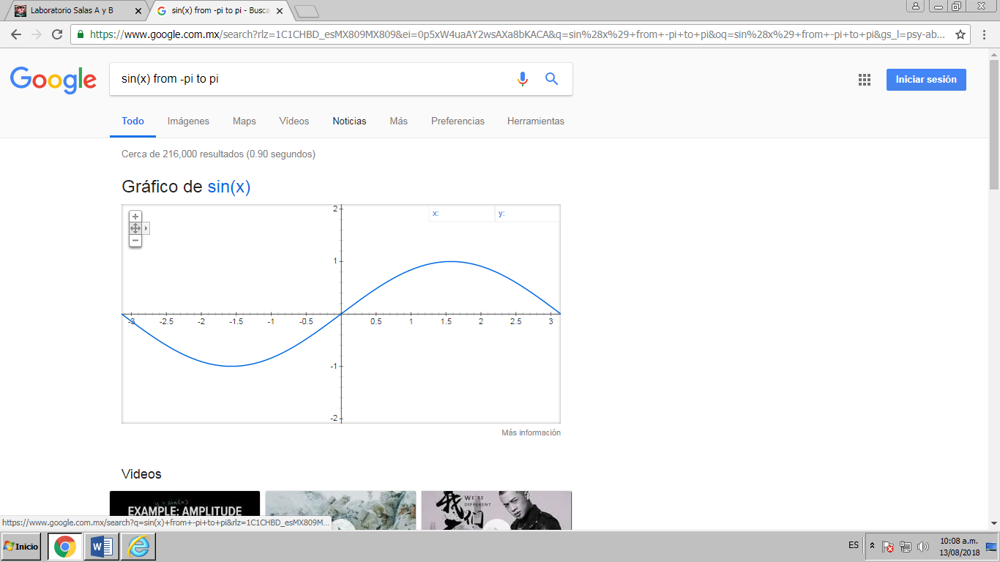 Laboratorio Salas A y B
sin(x) from -pi to pi - Busca
https://www.google.com.mx/search?rlz=1C1CHBD_esMX809MX809&ei=0p5xW4uaAY2wsAXa8bKACA&q=sin%28x%29+from+-pi+to+pi&oq=sin%28x%29+from+-pi+to+pi&gs_l=psy-ab...
Google
sin(x) from -pi to pi
Iniciar sesión
Todo Imágenes Maps Vídeos Noticias Más Preferencias Herramientas
Cerca de 216,000 resultados (0.90 segundos)
Gráfico de sin(x)
x: y:
2
1
-3 -2.5 -2 -1.5 -1 -0.5 0.5 1 1.5 2 2.5 3
-1
-2
Más información
Videos
y = sin(x)
EXAMPLE: AMPLITUDE
我们
WE'RE
DIFFERENT
https://www.google.com.mx/search?q=sin(x)+from+-pi+to+pi&rlz=1C1CHBD_esMX809M...
Inicio
ES
10:08 a.m.
13/08/2018